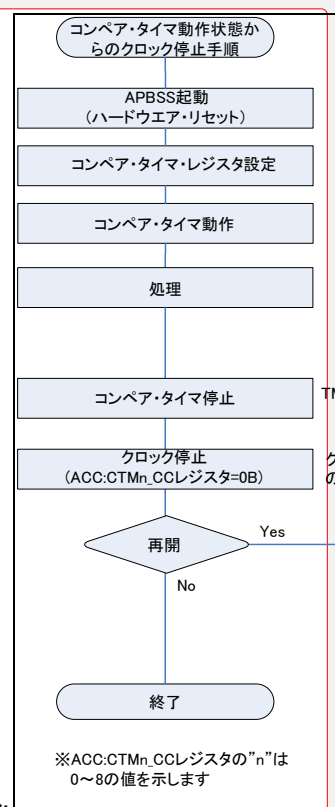 コンペア・タイマ動作状態か
らのクロック停止手順
APBSS起動
(ハードウエア・リセット)
コンペア・タイマ・レジスタ設定
コンペア・タイマ動作
処理
コンペア・タイマ停止
TM
クロック停止
(ACC:CTMn_CCレジスタ=0B)
ク
の
再開
Yes
No
終了
※ACC:CTMn_CCレジスタの”n”は
0～8の値を示します